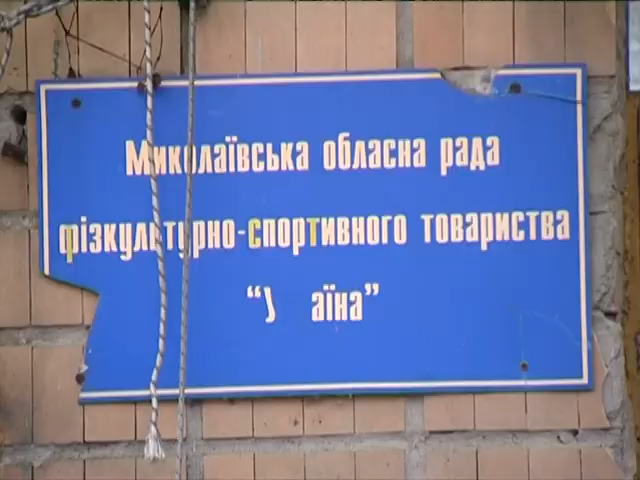 Миколаївська обласна рада
фізкультурно-спортивного товариства
“У аїна”